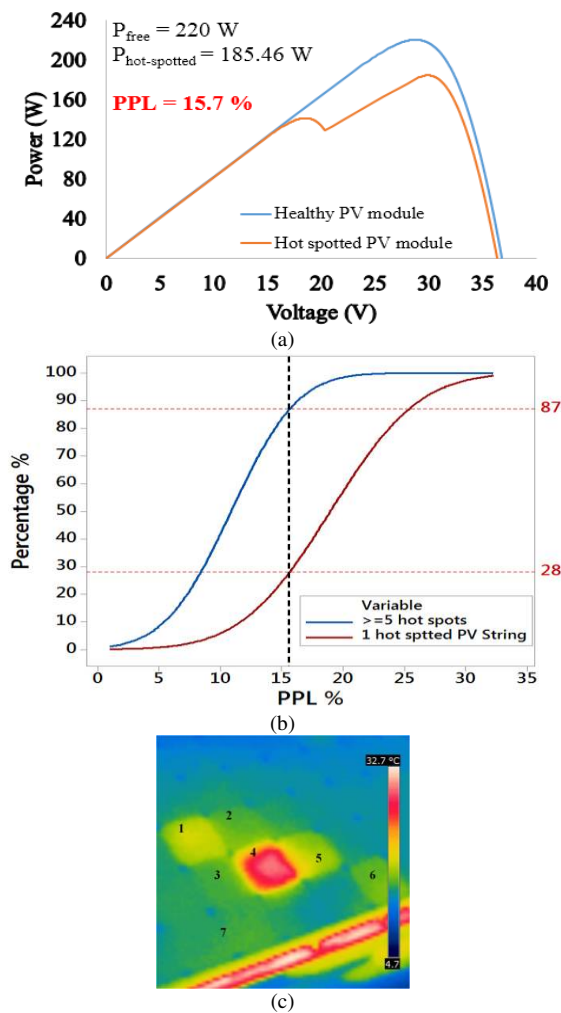 240
200
160
120
80
40
0
Power (W)
P_free = 220 W
P_hot-spotted = 185.46 W
PPL = 15.7 %
Healthy PV module
Hot spotted PV module
0 5 10 15 20 25 30 35 40
Voltage (V)
(a)
100
90
80
70
60
50
40
30
20
10
0
Percentage %
87
28
Variable
>=5 hot spots
1 hot sptted PV String
0 5 10 15 20 25 30 35
PPL %
(b)
32.7 °C
1
2
3
4
5
6
7
4.7
(c)